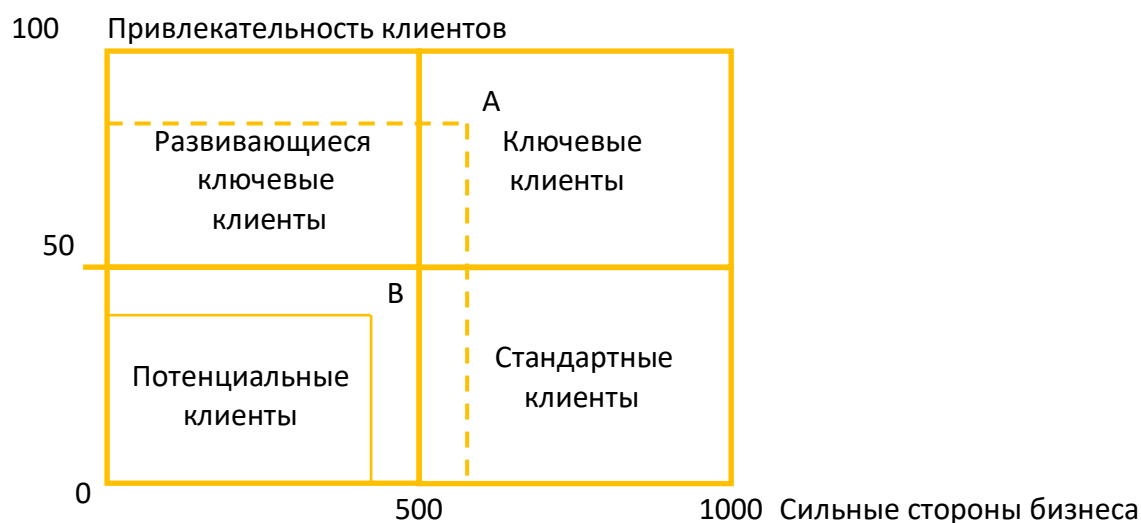 100 Привлекательность клиентов
А
Развивающиеся
ключевые
клиенты
Ключевые
клиенты
50
В
Потенциальные
клиенты
Стандартные
клиенты
0
500 1000 Сильные стороны бизнеса